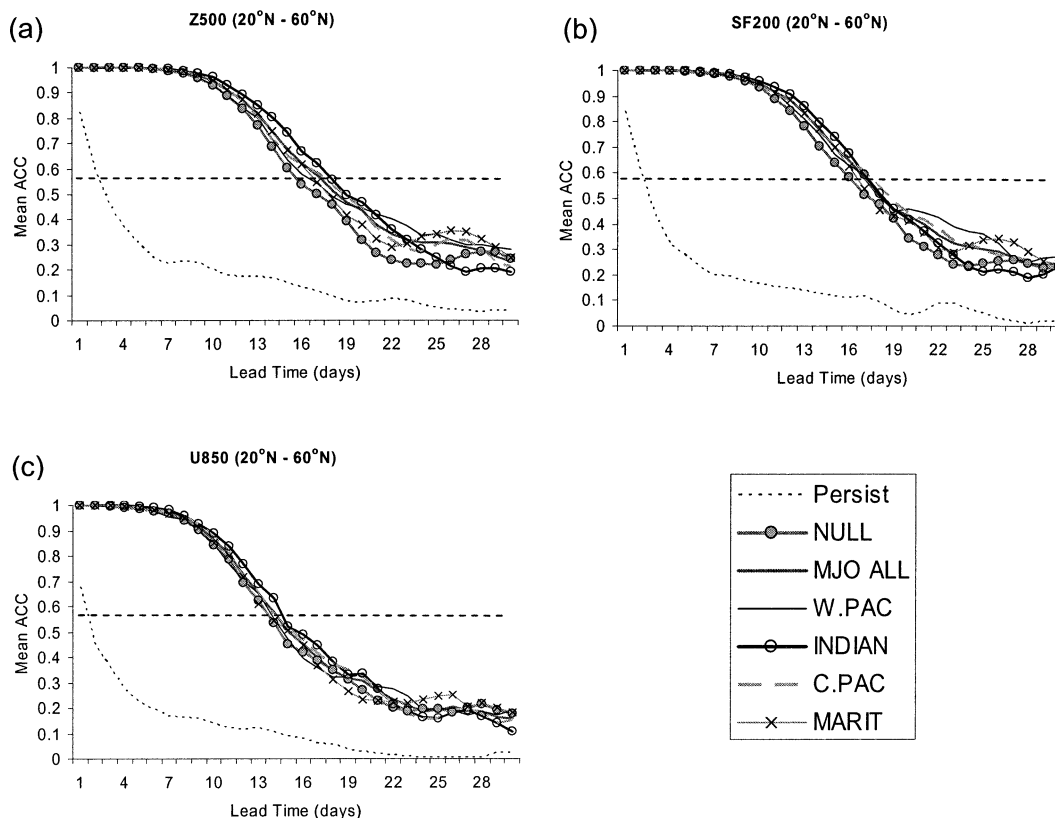 (a)
Z500 (20°N - 60°N)
Mean ACC
1
0.9
0.8
0.7
0.6
0.5
0.4
0.3
0.2
0.1
0
1 4 7 10 13 16 19 22 25 28
Lead Time (days)
(b)
SF200 (20°N - 60°N)
Mean ACC
1
0.9
0.8
0.7
0.6
0.5
0.4
0.3
0.2
0.1
0
1 4 7 10 13 16 19 22 25 28
Lead Time (days)
(c)
U850 (20°N - 60°N)
Mean ACC
1
0.9
0.8
0.7
0.6
0.5
0.4
0.3
0.2
0.1
0
1 4 7 10 13 16 19 22 25 28
Lead Time (days)
Persist
NULL
MJO ALL
W.PAC
INDIAN
C.PAC
MARIT